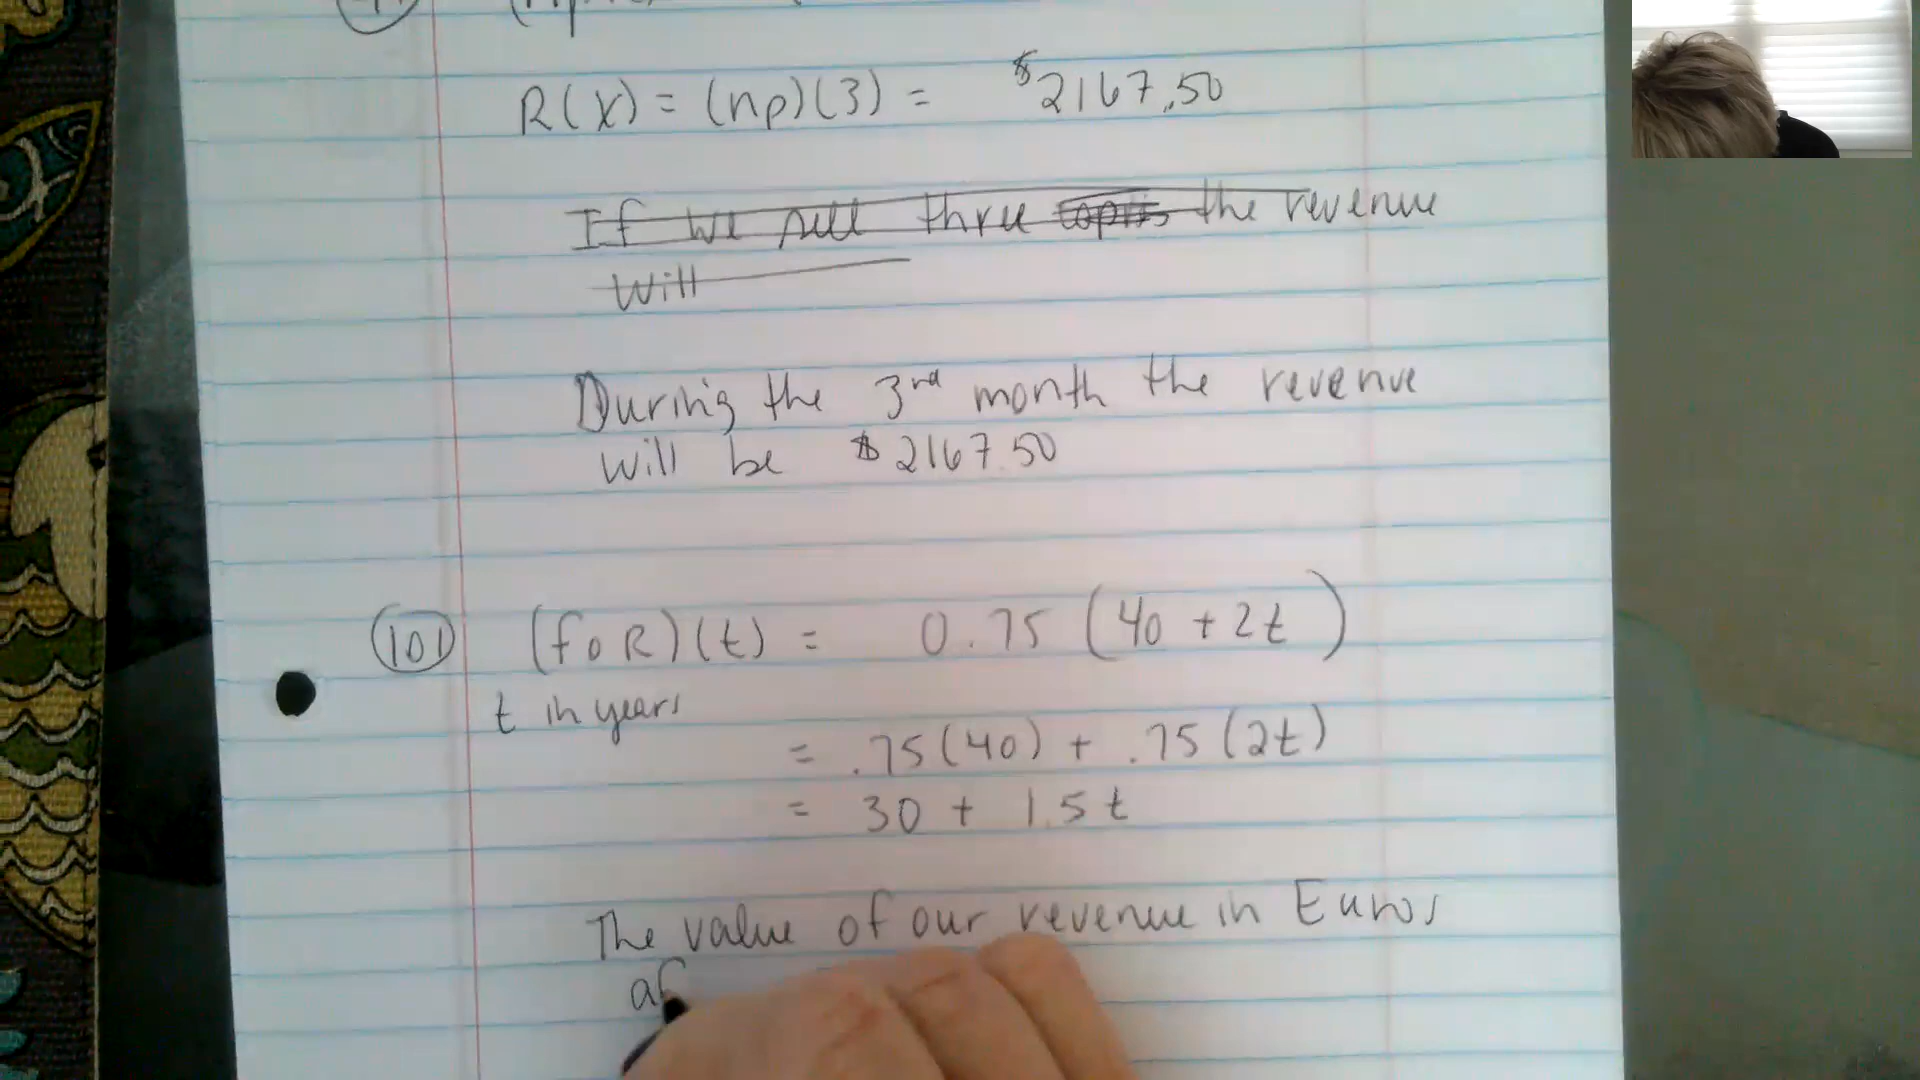 R(x) = (np)(3) = $2167.50
If we sell three the revenue
will
During the 3rd month the revenue
will be $2167.50
101 (f o R)(t) = 0.75 (40 + 2t)
t in years
= .75(40) + .75(2t)
= 30 + 1.5t
The value of our revenue in Euros
af